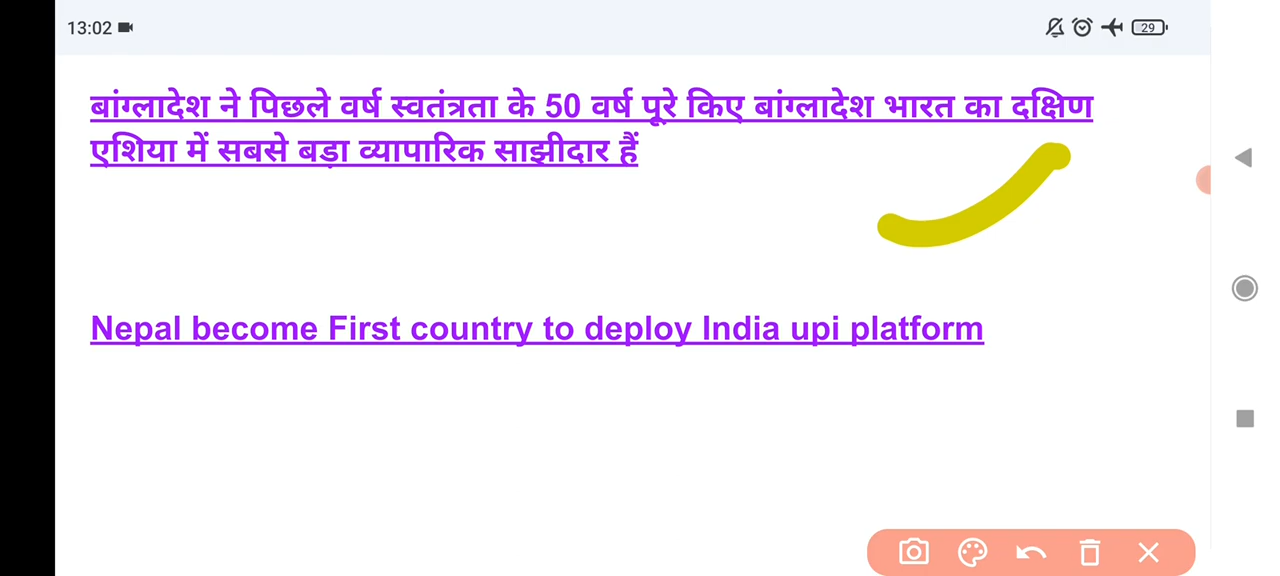 13:02
29
बांग्लादेश ने पिछले वर्ष स्वतंत्रता के 50 वर्ष पूरे किए बांग्लादेश भारत का दक्षिण
एशिया में सबसे बड़ा व्यापारिक साझीदार हैं
Nepal become First country to deploy India upi platform